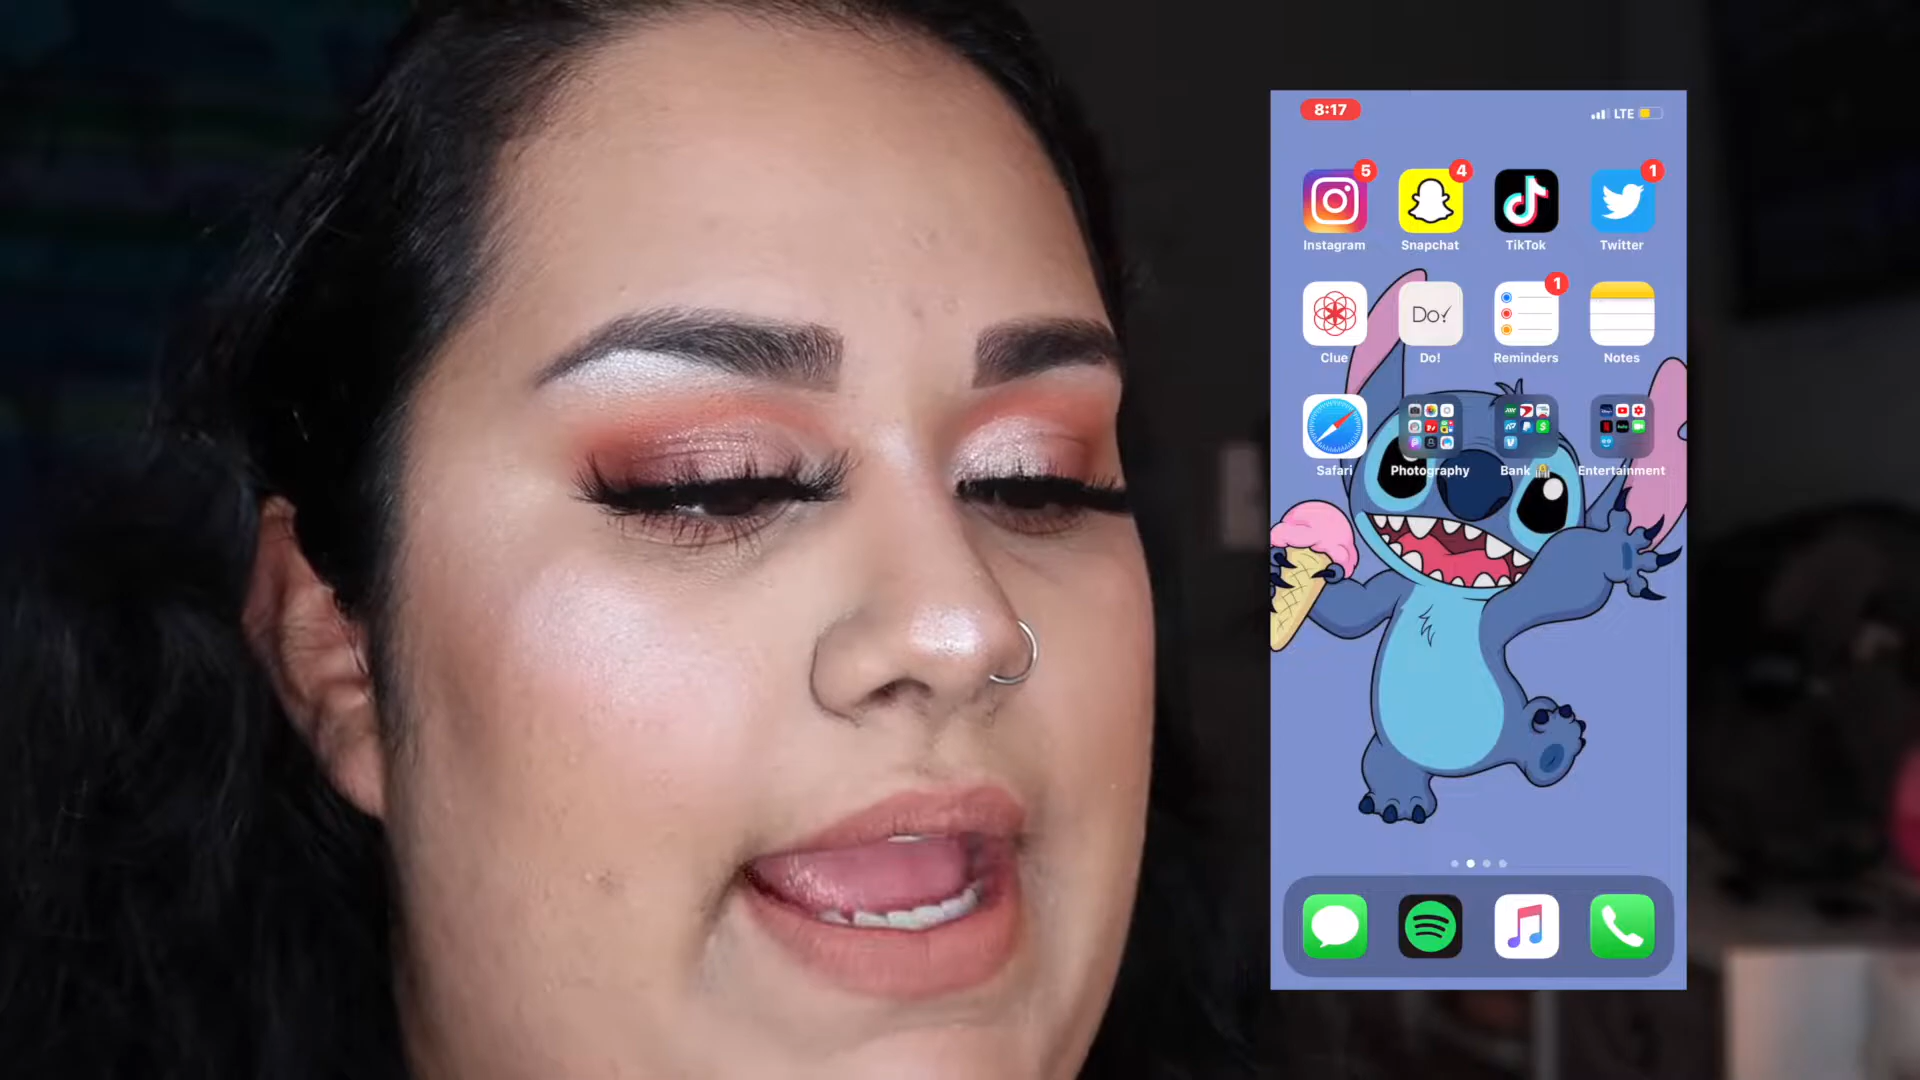 8:17 LTE
5 4 1
Instagram Snapchat TikTok Twitter
1
Do!
Clue Do! Reminders Notes
Safari Photography Bank Entertainment